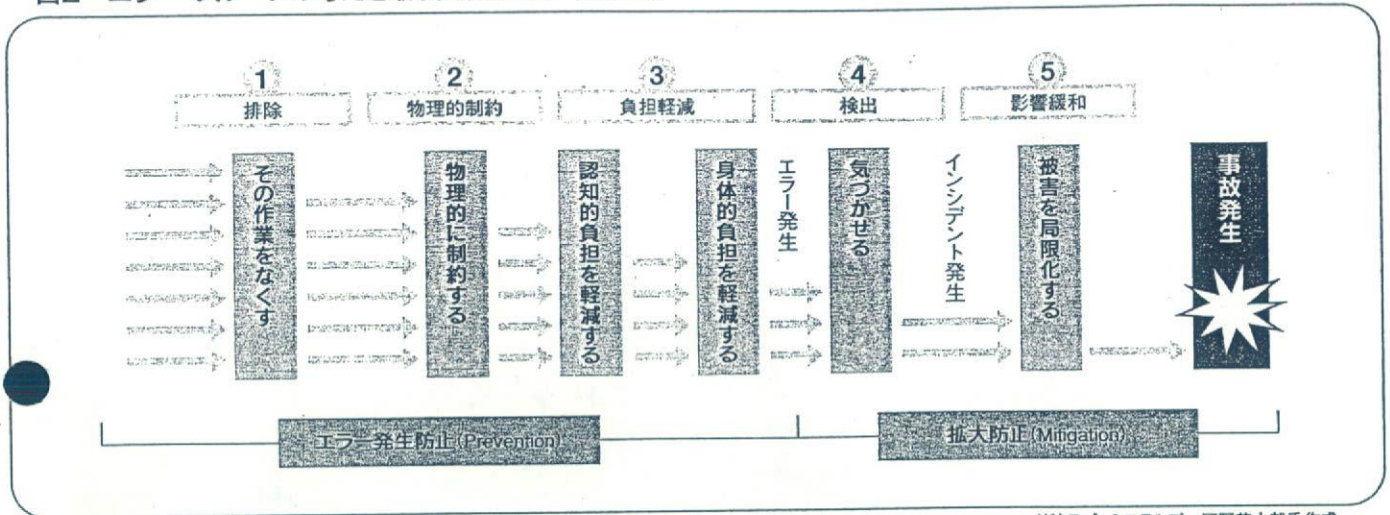 図2
1
排除
2
物理的制約
3
負担軽減
4
検出
5
影響緩和
その作業をなくす
物理的に制約する
認知的負担を軽減する
身体的負担を軽減する
エラー発生
気づかせる
インシデント発生
被害を局限化する
事故発生
エラー発生防止(Prevention)
拡大防止(Mitigation)